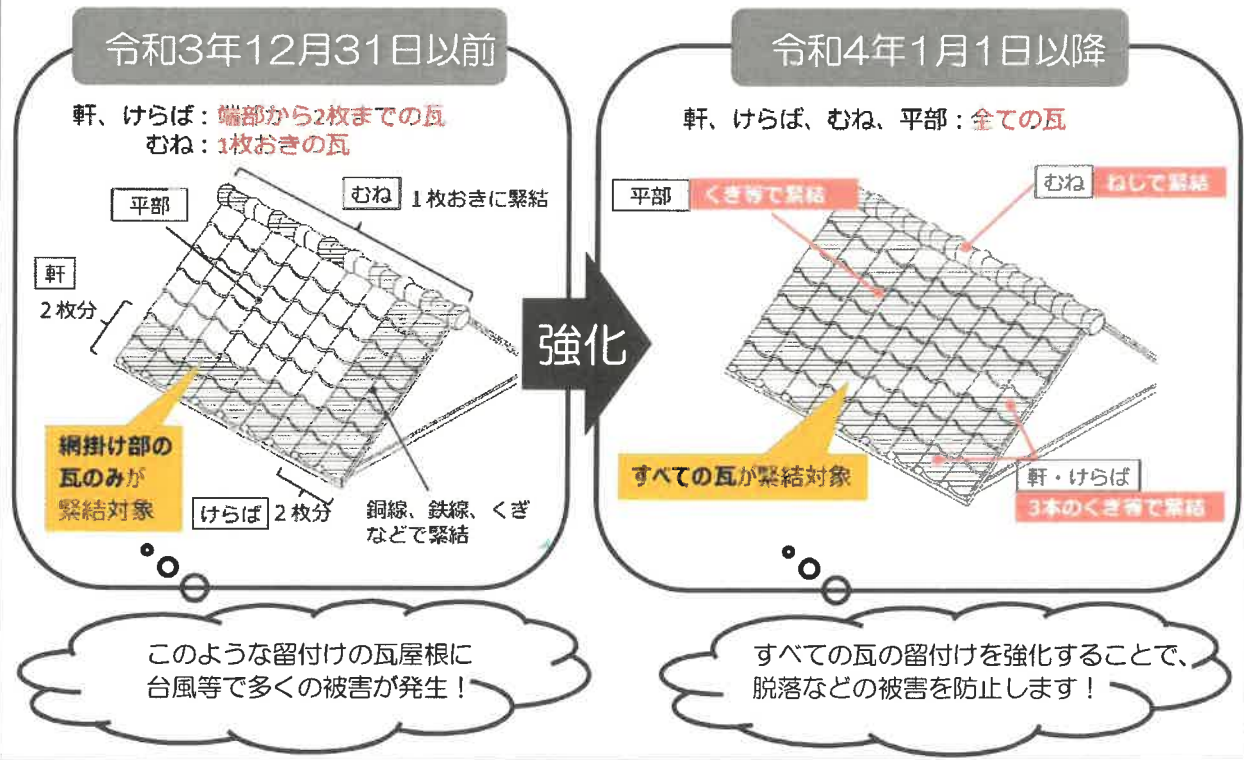 令和3年12月31日以前
軒、けらば：端部から2枚までの瓦
むね：1枚おきの瓦
平部
むね 1枚おきに緊結
軒
2枚分
網掛け部の
瓦のみが
緊結対象
けらば 2枚分
銅線、鉄線、くぎ
などで緊結
このような留付けの瓦屋根に
台風等で多くの被害が発生！
強化
令和4年1月1日以降
軒、けらば、むね、平部：全ての瓦
平部 くぎ等で緊結
むね ねじで緊結
すべての瓦が緊結対象
軒・けらば
3本のくぎ等で緊結
すべての瓦の留付けを強化することで、
脱落などの被害を防止します！